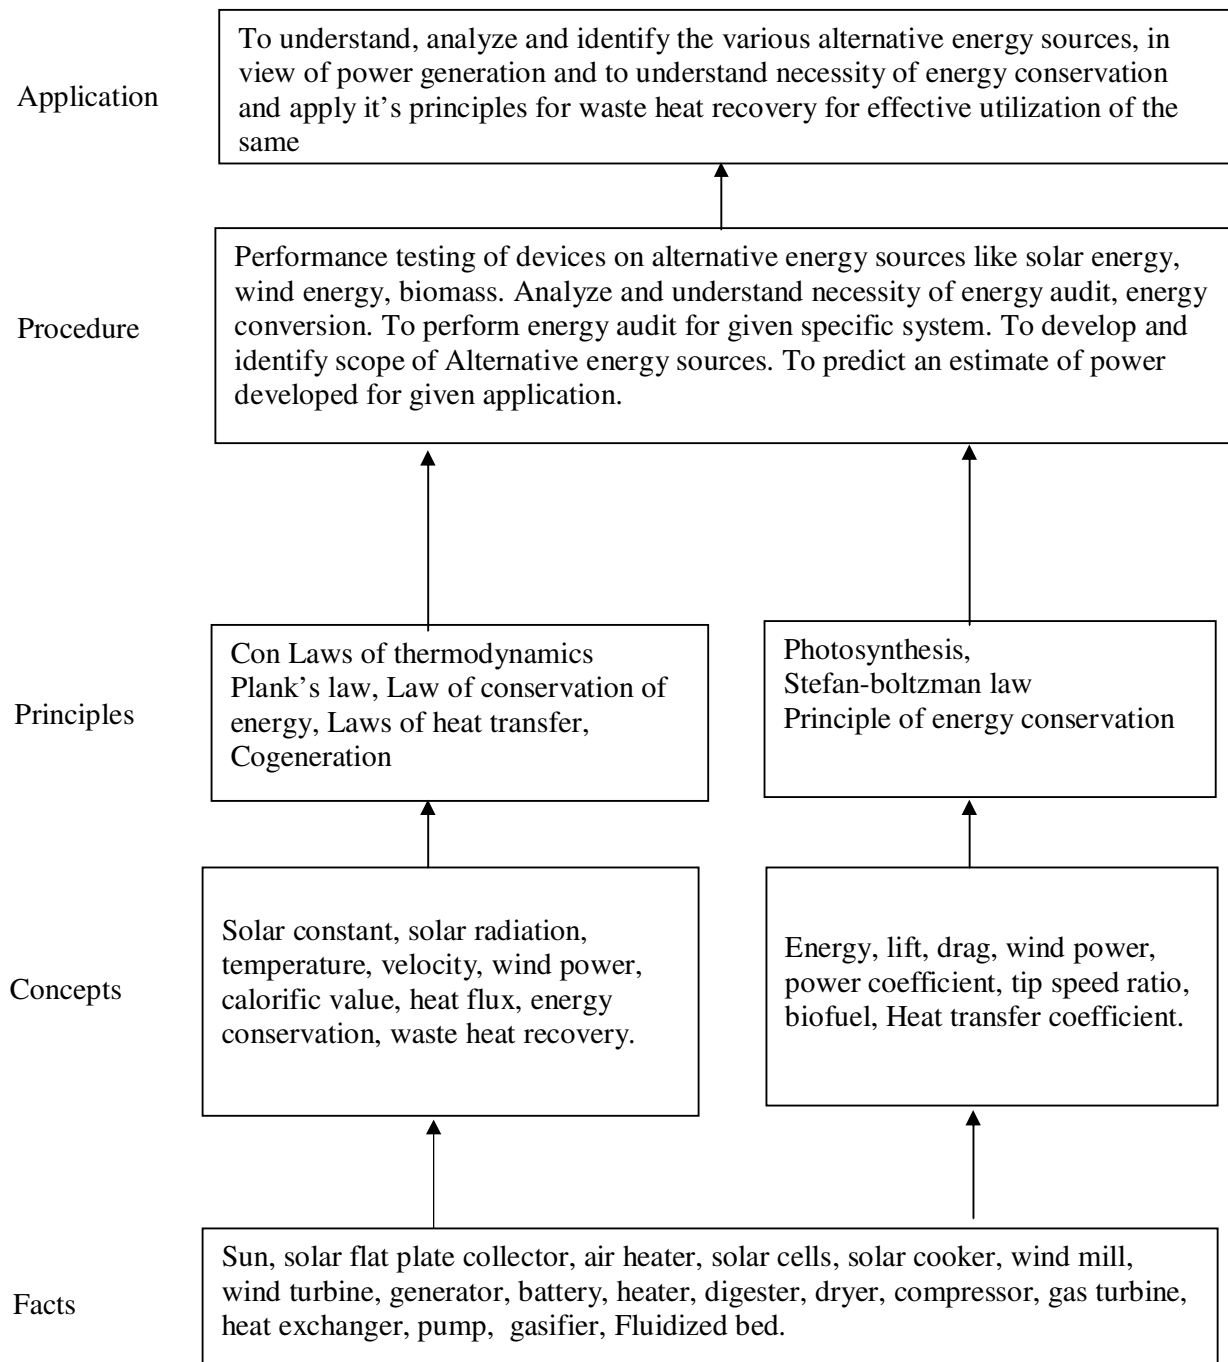 Application
To understand, analyze and identify the various alternative energy sources, in
view of power generation and to understand necessity of energy conservation
and apply it’s principles for waste heat recovery for effective utilization of the
same
Procedure
Performance testing of devices on alternative energy sources like solar energy,
wind energy, biomass. Analyze and understand necessity of energy audit, energy
conversion. To perform energy audit for given specific system. To develop and
identify scope of Alternative energy sources. To predict an estimate of power
developed for given application.
Principles
Con Laws of thermodynamics
Plank’s law, Law of conservation of
energy, Laws of heat transfer,
Cogeneration
Photosynthesis,
Stefan-boltzman law
Principle of energy conservation
Concepts
Solar constant, solar radiation,
temperature, velocity, wind power,
calorific value, heat flux, energy
conservation, waste heat recovery.
Energy, lift, drag, wind power,
power coefficient, tip speed ratio,
biofuel, Heat transfer coefficient.
Facts
Sun, solar flat plate collector, air heater, solar cells, solar cooker, wind mill,
wind turbine, generator, battery, heater, digester, dryer, compressor, gas turbine,
heat exchanger, pump, gasifier, Fluidized bed.